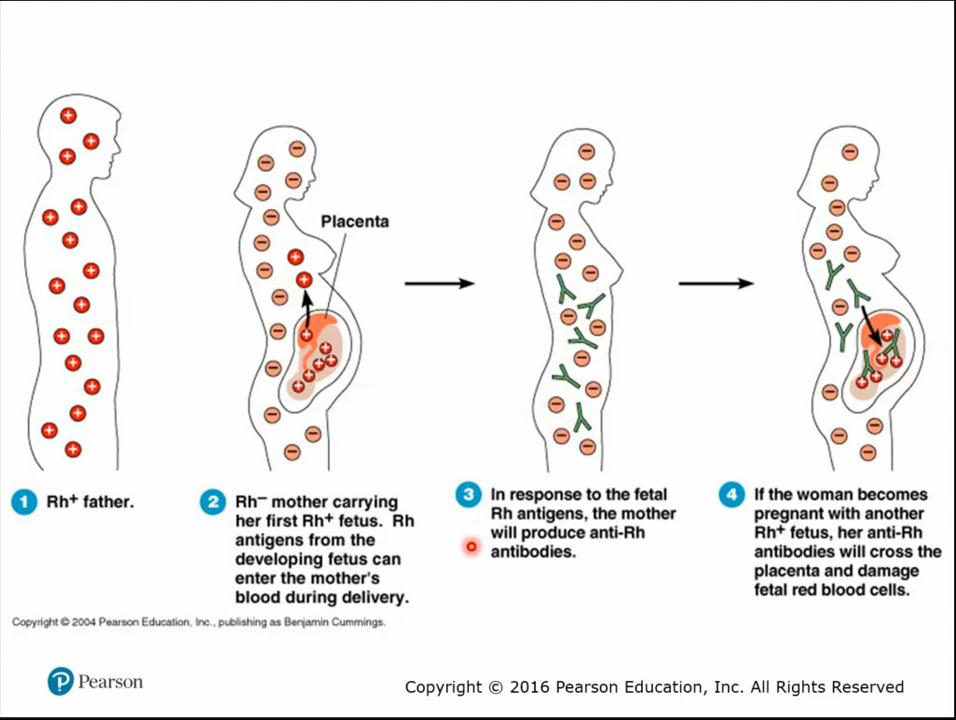 Placenta
1 Rh+ father.
2 Rh− mother carrying
her first Rh+ fetus. Rh
antigens from the
developing fetus can
enter the mother's
blood during delivery.
3 In response to the fetal
Rh antigens, the mother
will produce anti-Rh
antibodies.
4 If the woman becomes
pregnant with another
Rh+ fetus, her anti-Rh
antibodies will cross the
placenta and damage
fetal red blood cells.
Copyright © 2004 Pearson Education, Inc., publishing as Benjamin Cummings.
P Pearson
Copyright © 2016 Pearson Education, Inc. All Rights Reserved